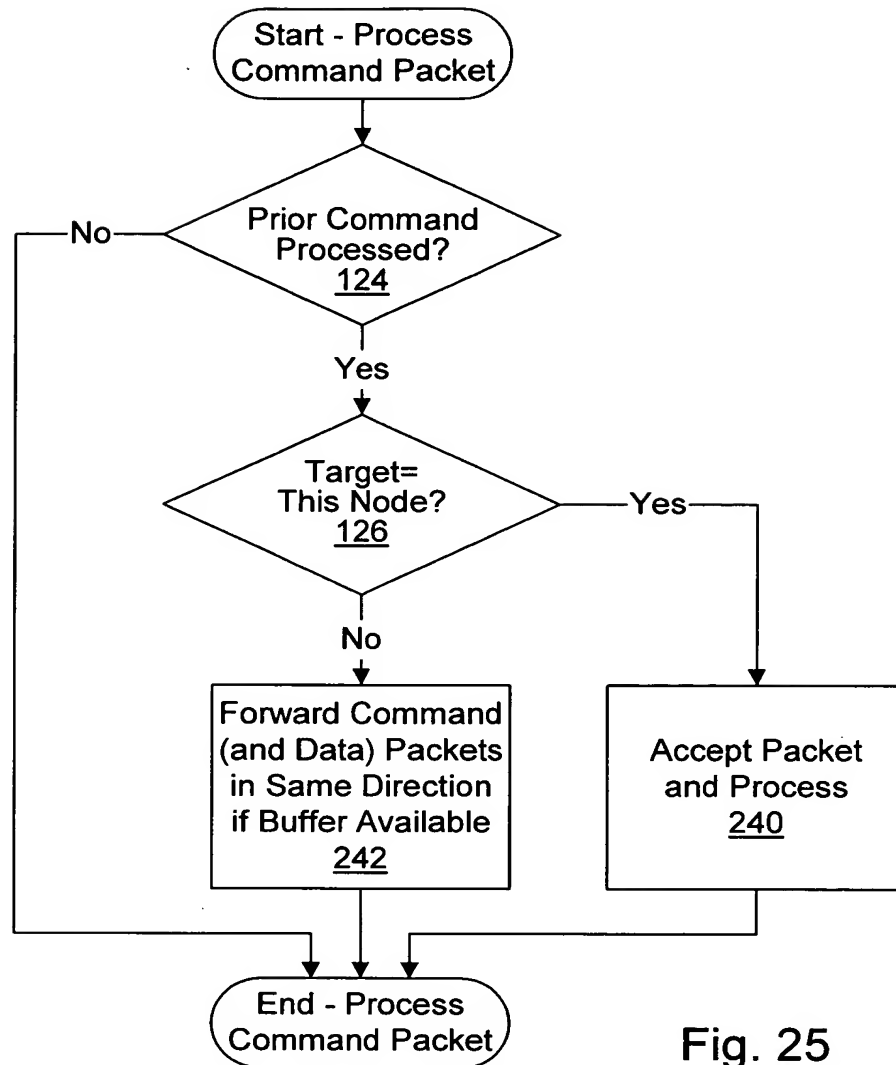 Start - Process
Command Packet
No
Prior Command
Processed?
124
Yes
Target=
This Node?
126
Yes
No
Forward Command
(and Data) Packets
in Same Direction
if Buffer Available
242
Accept Packet
and Process
240
End - Process
Command Packet
Fig. 25